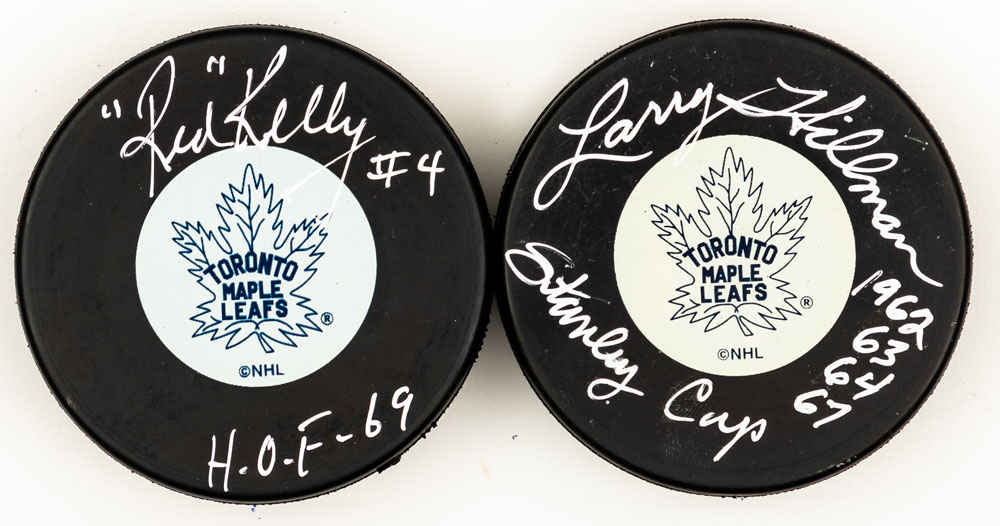 "Red" Kelly
#4
TORONTO
MAPLE
LEAFS
®
©NHL
H.O.F-69
Larry Hillman
TORONTO
MAPLE
LEAFS
®
©NHL
Stanley Cup
1962
63
64
67